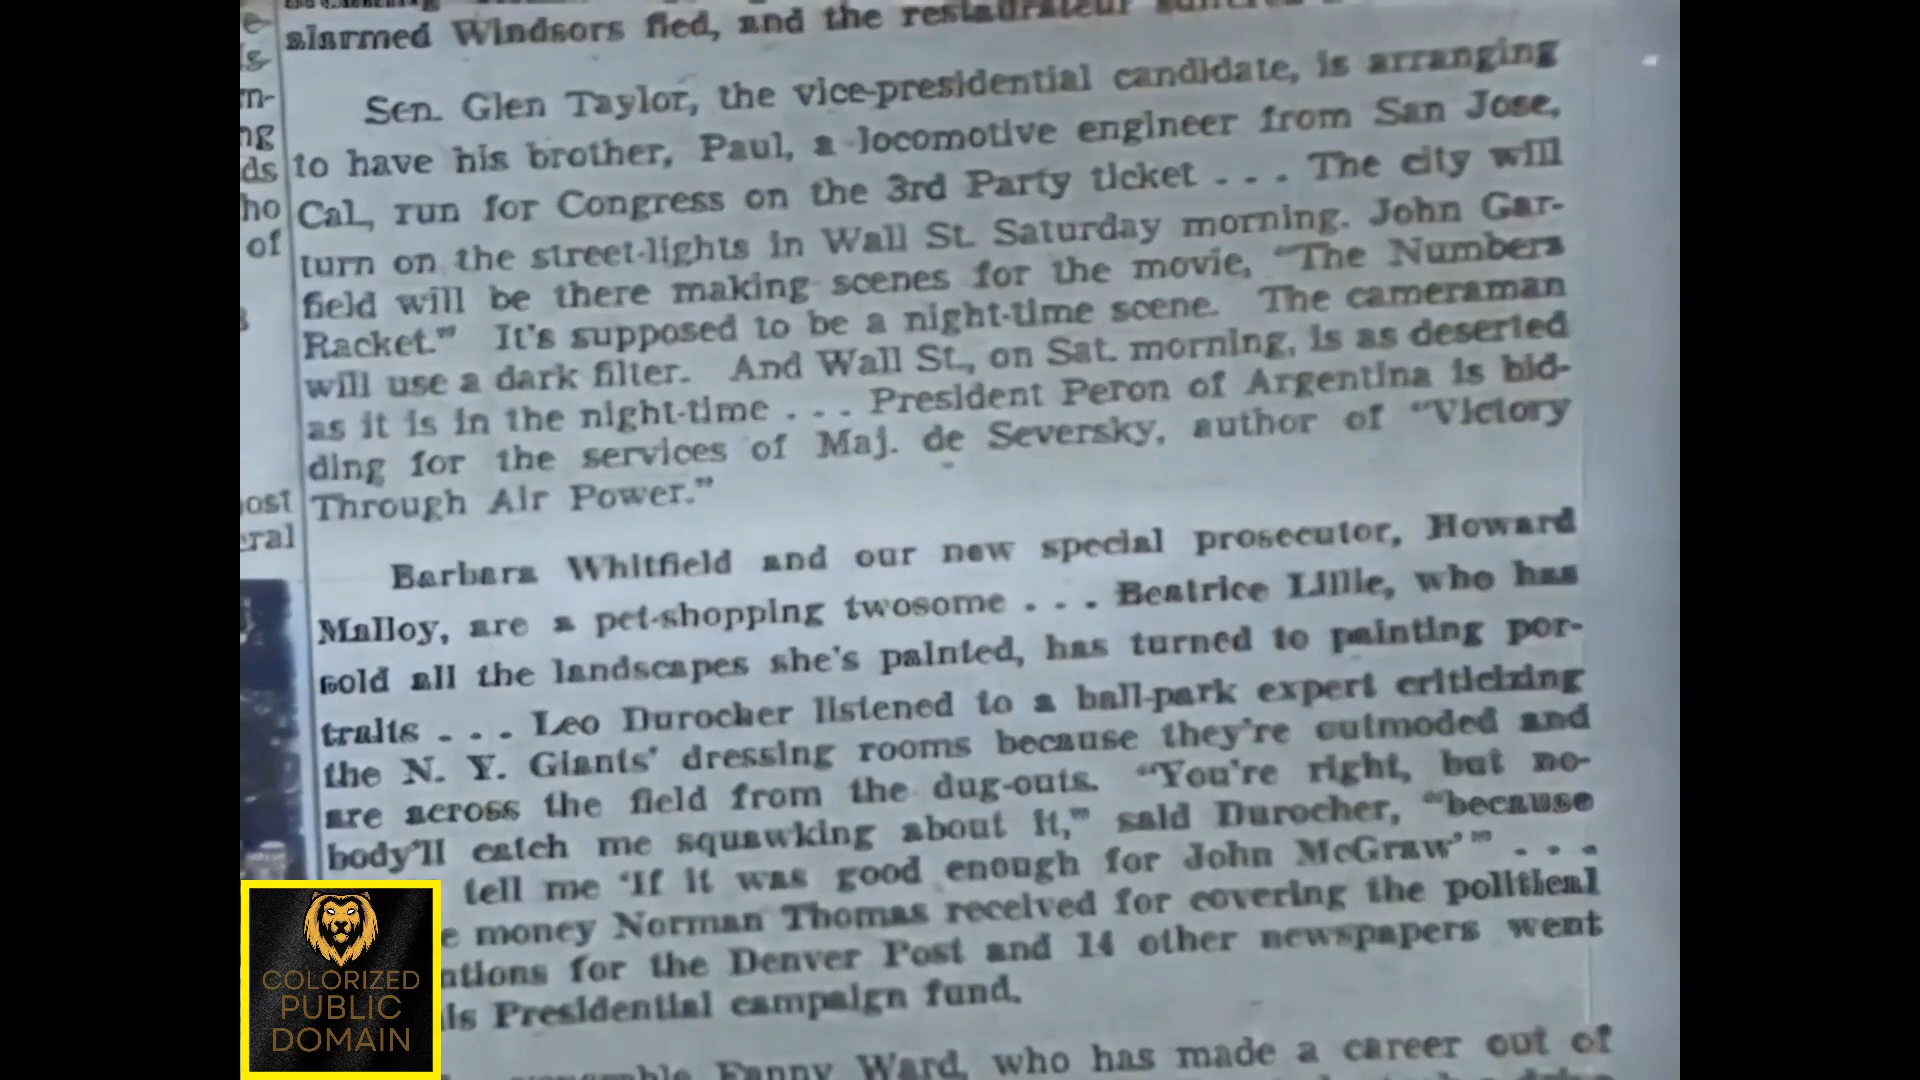 alarmed Windsors fled, and the restaurateur
Sen. Glen Taylor, the vice-presidential candidate, is arranging
to have his brother, Paul, a locomotive engineer from San Jose,
Cal., run for Congress on the 3rd Party ticket . . . The city will
turn on the street-lights in Wall St. Saturday morning. John Gar-
field will be there making scenes for the movie, "The Numbers
Racket." It's supposed to be a night-time scene. The cameraman
will use a dark filter. And Wall St., on Sat. morning, is as deserted
as it is in the night-time . . . President Peron of Argentina is bid-
ding for the services of Maj. de Seversky, author of "Victory
Through Air Power."
Barbara Whitfield and our new special prosecutor, Howard
Malloy, are a pet-shopping twosome . . . Beatrice Lillie, who has
sold all the landscapes she's painted, has turned to painting por-
traits . . . Leo Durocher listened to a ball-park expert criticizing
the N. Y. Giants' dressing rooms because they're outmoded and
are across the field from the dug-outs. "You're right, but no-
body'll catch me squawking about it," said Durocher, "because
tell me 'If it was good enough for John McGraw'" . . .
e money Norman Thomas received for covering the political
ntions for the Denver Post and 14 other newspapers went
is Presidential campaign fund.
Fanny Ward, who has made a career out of
e-
s-
n-
ng
ds
ho
of
ost
eral
COLORIZED
PUBLIC
DOMAIN